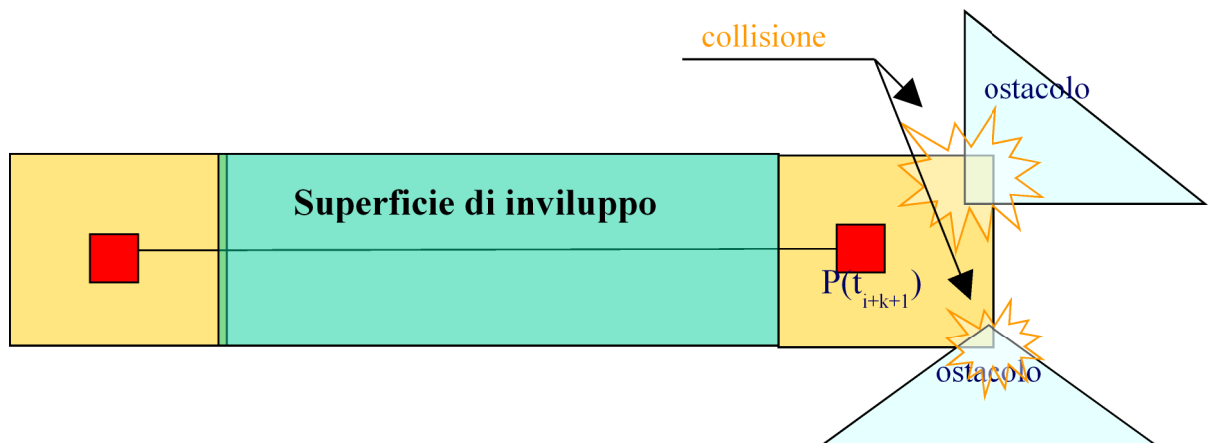 collisione
ostacolo
Superficie di inviluppo
P(t_{i+k+1})
ostacolo